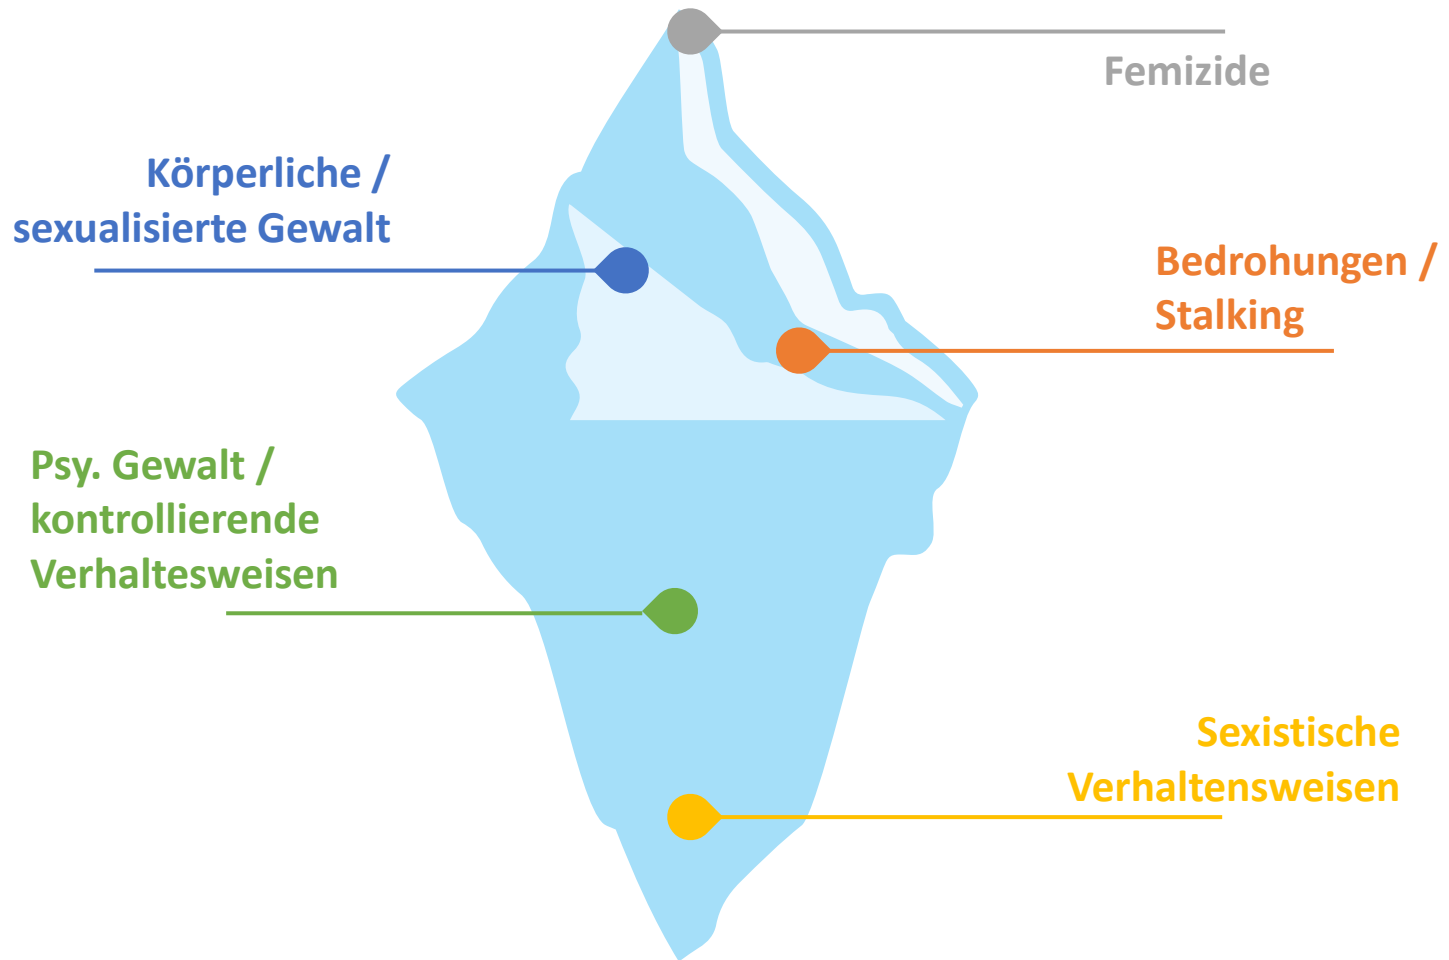 Femizide
Körperliche /
sexualisierte Gewalt
Bedrohungen /
Stalking
Psy. Gewalt /
kontrollierende
Verhaltesweisen
Sexistische
Verhaltensweisen